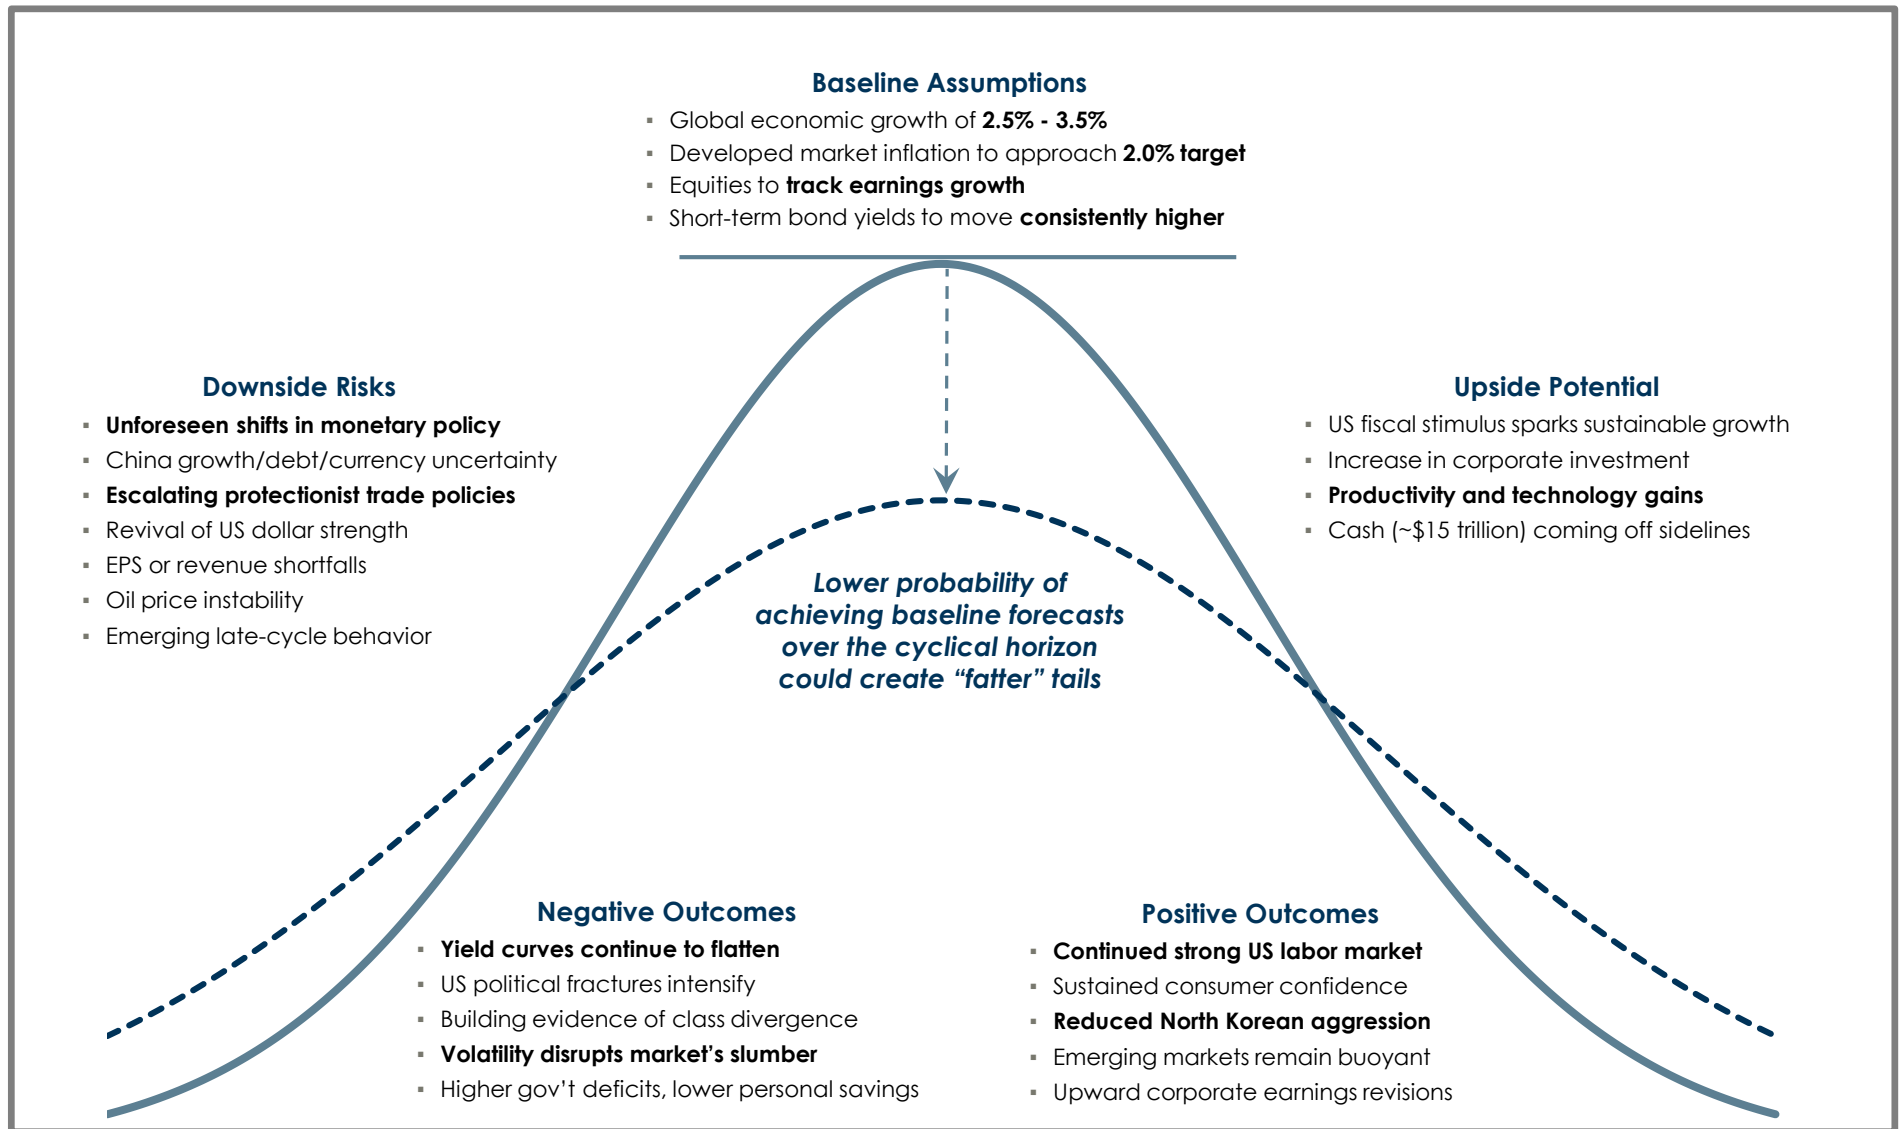 Baseline Assumptions
▪ Global economic growth of 2.5% - 3.5%
▪ Developed market inflation to approach 2.0% target
▪ Equities to track earnings growth
▪ Short-term bond yields to move consistently higher
Downside Risks
▪ Unforeseen shifts in monetary policy
▪ China growth/debt/currency uncertainty
▪ Escalating protectionist trade policies
▪ Revival of US dollar strength
▪ EPS or revenue shortfalls
▪ Oil price instability
▪ Emerging late-cycle behavior
Upside Potential
▪ US fiscal stimulus sparks sustainable growth
▪ Increase in corporate investment
▪ Productivity and technology gains
▪ Cash (~$15 trillion) coming off sidelines
Lower probability of
achieving baseline forecasts
over the cyclical horizon
could create “fatter” tails
Negative Outcomes
▪ Yield curves continue to flatten
▪ US political fractures intensify
▪ Building evidence of class divergence
▪ Volatility disrupts market’s slumber
▪ Higher gov’t deficits, lower personal savings
Positive Outcomes
▪ Continued strong US labor market
▪ Sustained consumer confidence
▪ Reduced North Korean aggression
▪ Emerging markets remain buoyant
▪ Upward corporate earnings revisions